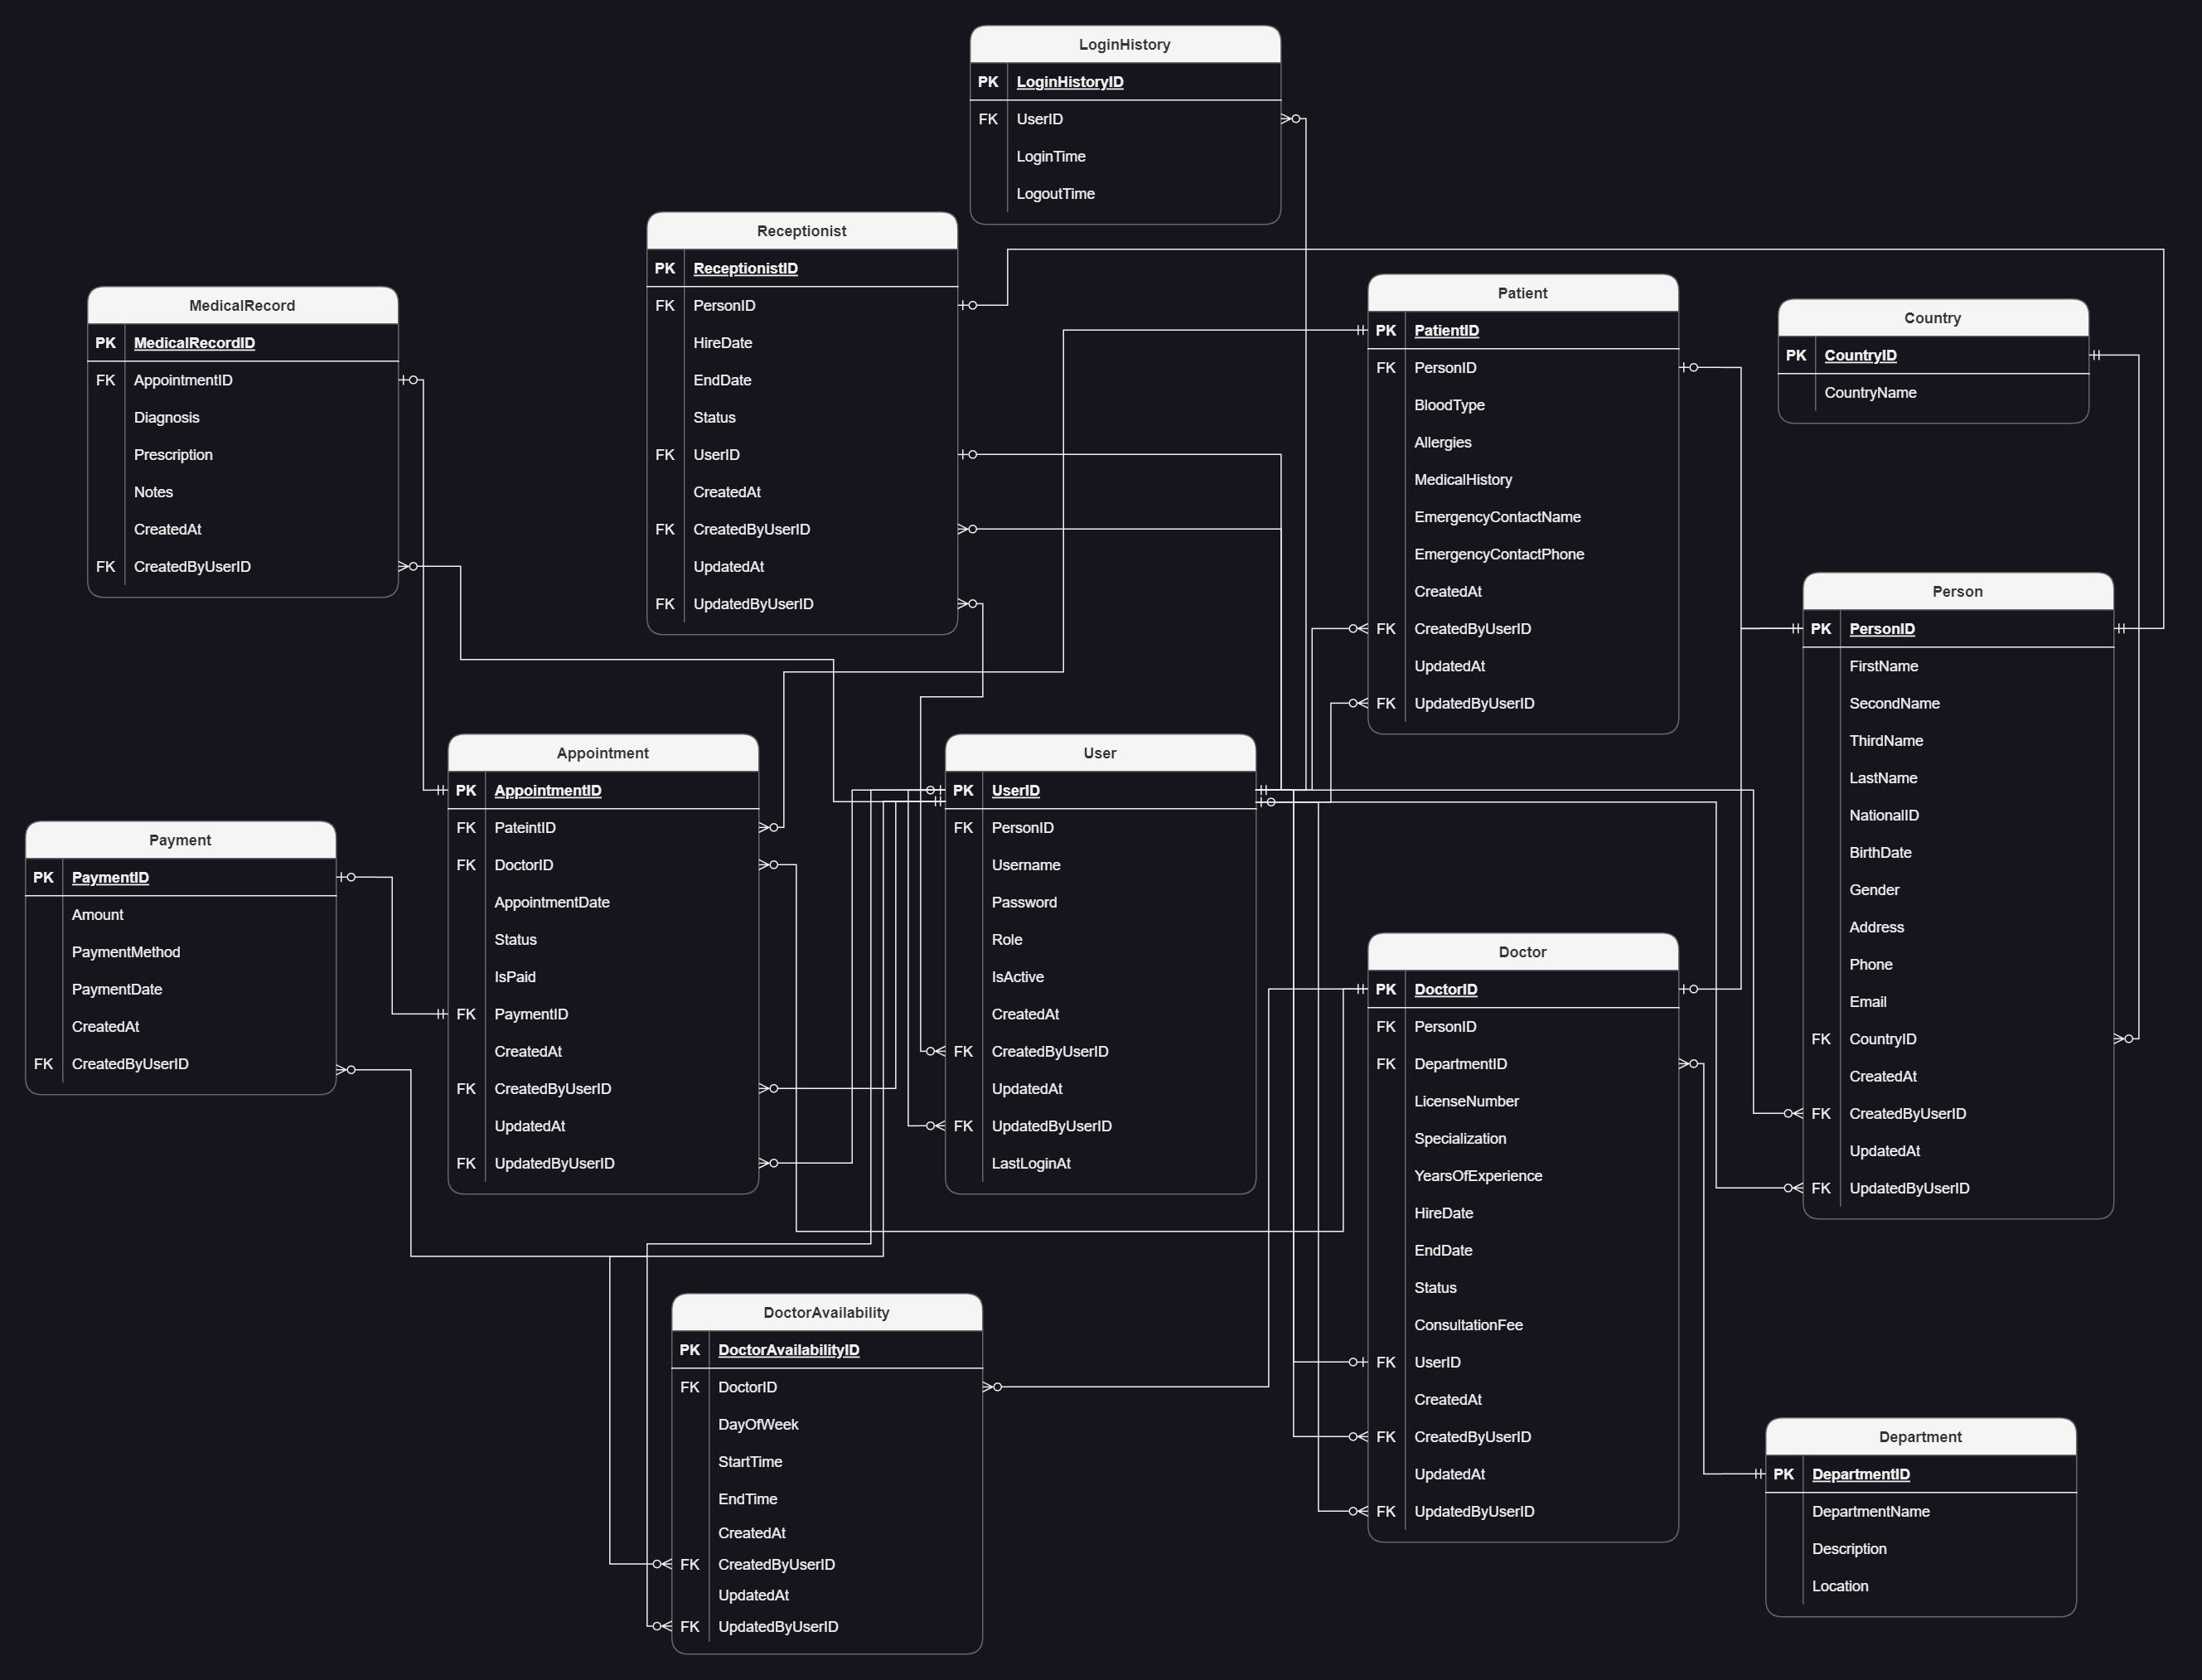 LoginHistory
PK LoginHistoryID
FK UserID
LoginTime
LogoutTime
Receptionist
PK ReceptionistID
FK PersonID
HireDate
EndDate
Status
FK UserID
CreatedAt
FK CreatedByUserID
UpdatedAt
FK UpdatedByUserID
MedicalRecord
PK MedicalRecordID
FK AppointmentID
Diagnosis
Prescription
Notes
CreatedAt
FK CreatedByUserID
Patient
PK PatientID
FK PersonID
BloodType
Allergies
MedicalHistory
EmergencyContactName
EmergencyContactPhone
CreatedAt
FK CreatedByUserID
UpdatedAt
FK UpdatedByUserID
Country
PK CountryID
CountryName
Person
PK PersonID
FirstName
SecondName
ThirdName
LastName
NationalID
BirthDate
Gender
Address
Phone
Email
FK CountryID
CreatedAt
FK CreatedByUserID
UpdatedAt
FK UpdatedByUserID
Appointment
PK AppointmentID
FK PateintID
FK DoctorID
AppointmentDate
Status
IsPaid
FK PaymentID
CreatedAt
FK CreatedByUserID
UpdatedAt
FK UpdatedByUserID
User
PK UserID
FK PersonID
Username
Password
Role
IsActive
CreatedAt
FK CreatedByUserID
UpdatedAt
FK UpdatedByUserID
LastLoginAt
Payment
PK PaymentID
Amount
PaymentMethod
PaymentDate
CreatedAt
FK CreatedByUserID
Doctor
PK DoctorID
FK PersonID
FK DepartmentID
LicenseNumber
Specialization
YearsOfExperience
HireDate
EndDate
Status
ConsultationFee
FK UserID
CreatedAt
FK CreatedByUserID
UpdatedAt
FK UpdatedByUserID
DoctorAvailability
PK DoctorAvailabilityID
FK DoctorID
DayOfWeek
StartTime
EndTime
CreatedAt
FK CreatedByUserID
UpdatedAt
FK UpdatedByUserID
Department
PK DepartmentID
DepartmentName
Description
Location